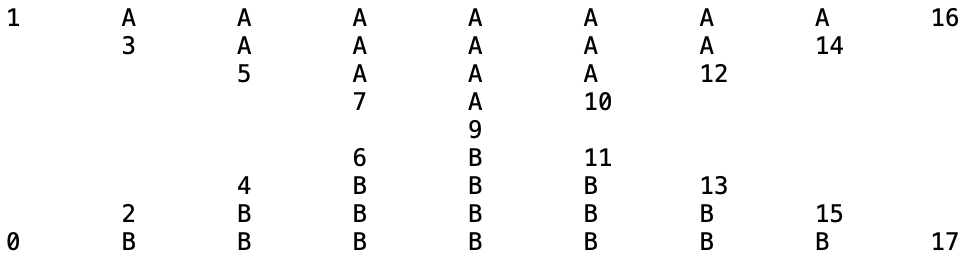 1 A A A A A A A 16
3 A A A A A 14
5 A A A 12
7 A 10
9
6 B 11
4 B B B 13
2 B B B B B 15
0 B B B B B B B 17